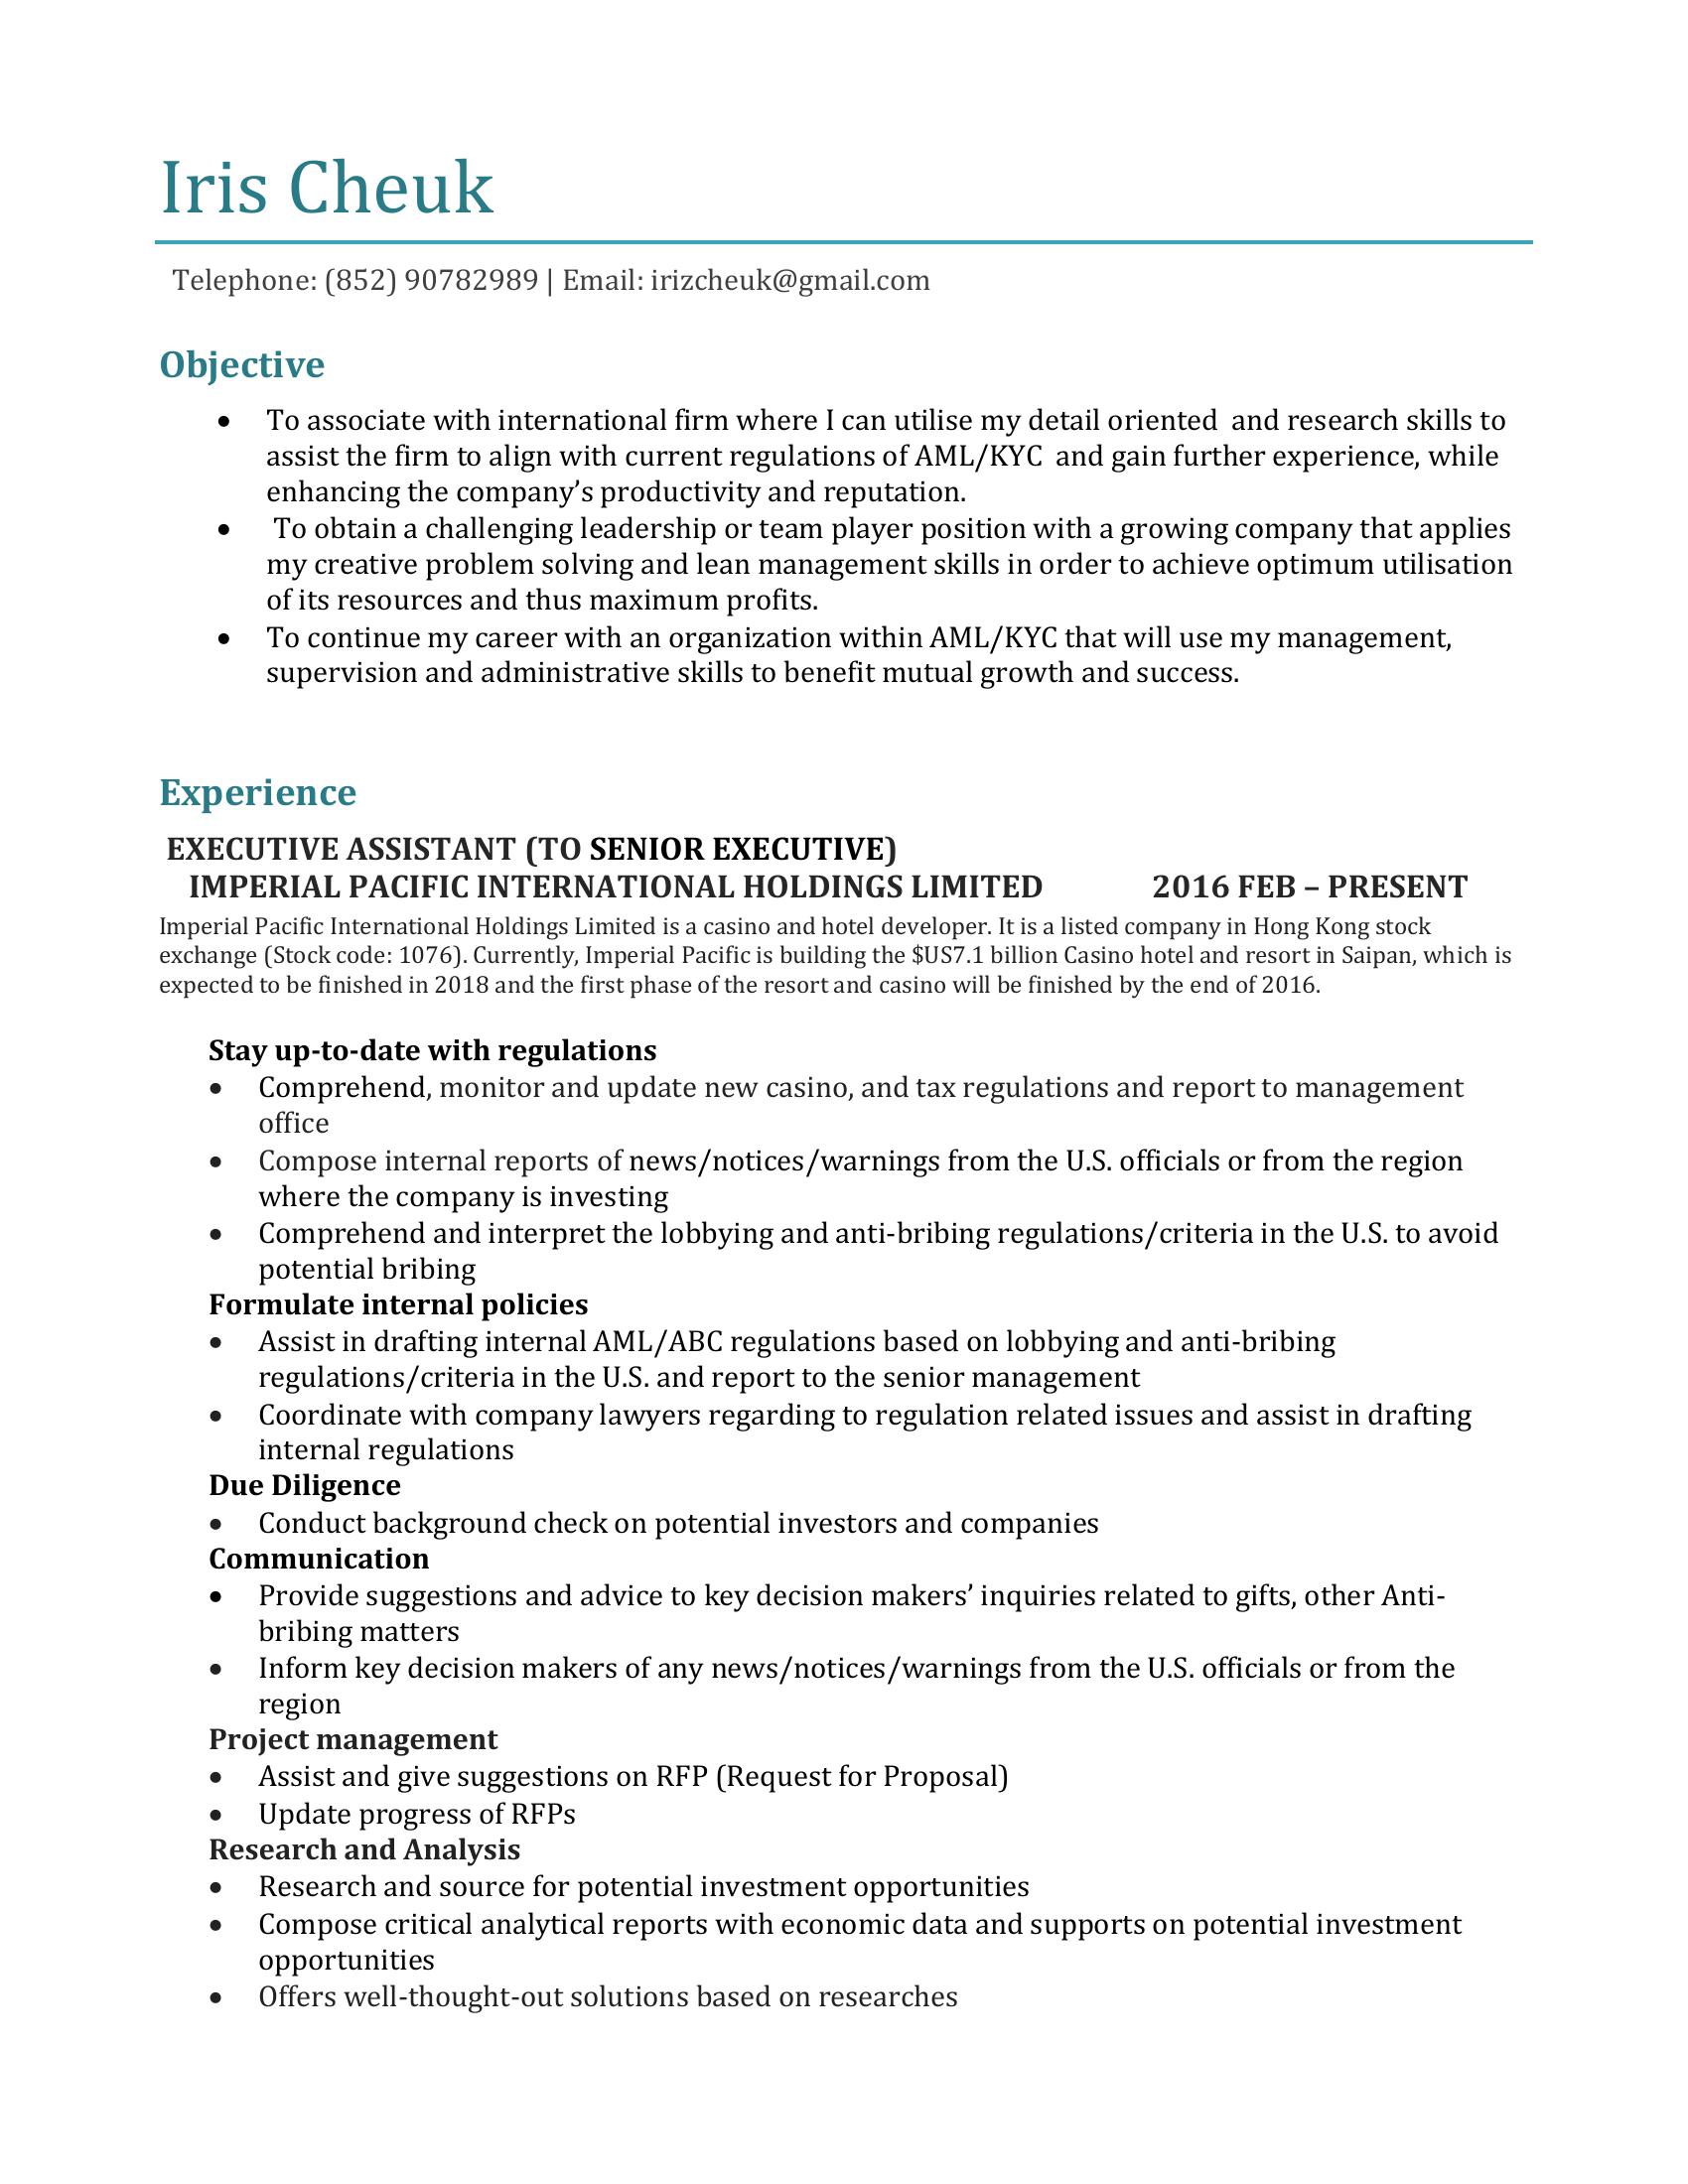 Iris Cheuk
Telephone: (852) 90782989 | Email: irizcheuk@gmail.com
Objective
• To associate with international firm where I can utilise my detail oriented  and research skills to
assist the firm to align with current regulations of AML/KYC  and gain further experience, while
enhancing the company’s productivity and reputation.
• To obtain a challenging leadership or team player position with a growing company that applies
my creative problem solving and lean management skills in order to achieve optimum utilisation
of its resources and thus maximum profits.
• To continue my career with an organization within AML/KYC that will use my management,
supervision and administrative skills to benefit mutual growth and success.
Experience
EXECUTIVE ASSISTANT (TO SENIOR EXECUTIVE)
IMPERIAL PACIFIC INTERNATIONAL HOLDINGS LIMITED 2016 FEB – PRESENT
Imperial Pacific International Holdings Limited is a casino and hotel developer. It is a listed company in Hong Kong stock
exchange (Stock code: 1076). Currently, Imperial Pacific is building the $US7.1 billion Casino hotel and resort in Saipan, which is
expected to be finished in 2018 and the first phase of the resort and casino will be finished by the end of 2016.
Stay up-to-date with regulations
• Comprehend, monitor and update new casino, and tax regulations and report to management
office
• Compose internal reports of news/notices/warnings from the U.S. officials or from the region
where the company is investing
• Comprehend and interpret the lobbying and anti-bribing regulations/criteria in the U.S. to avoid
potential bribing
Formulate internal policies
• Assist in drafting internal AML/ABC regulations based on lobbying and anti-bribing
regulations/criteria in the U.S. and report to the senior management
• Coordinate with company lawyers regarding to regulation related issues and assist in drafting
internal regulations
Due Diligence
• Conduct background check on potential investors and companies
Communication
• Provide suggestions and advice to key decision makers’ inquiries related to gifts, other Anti-
bribing matters
• Inform key decision makers of any news/notices/warnings from the U.S. officials or from the
region
Project management
• Assist and give suggestions on RFP (Request for Proposal)
• Update progress of RFPs
Research and Analysis
• Research and source for potential investment opportunities
• Compose critical analytical reports with economic data and supports on potential investment
opportunities
• Offers well-thought-out solutions based on researches